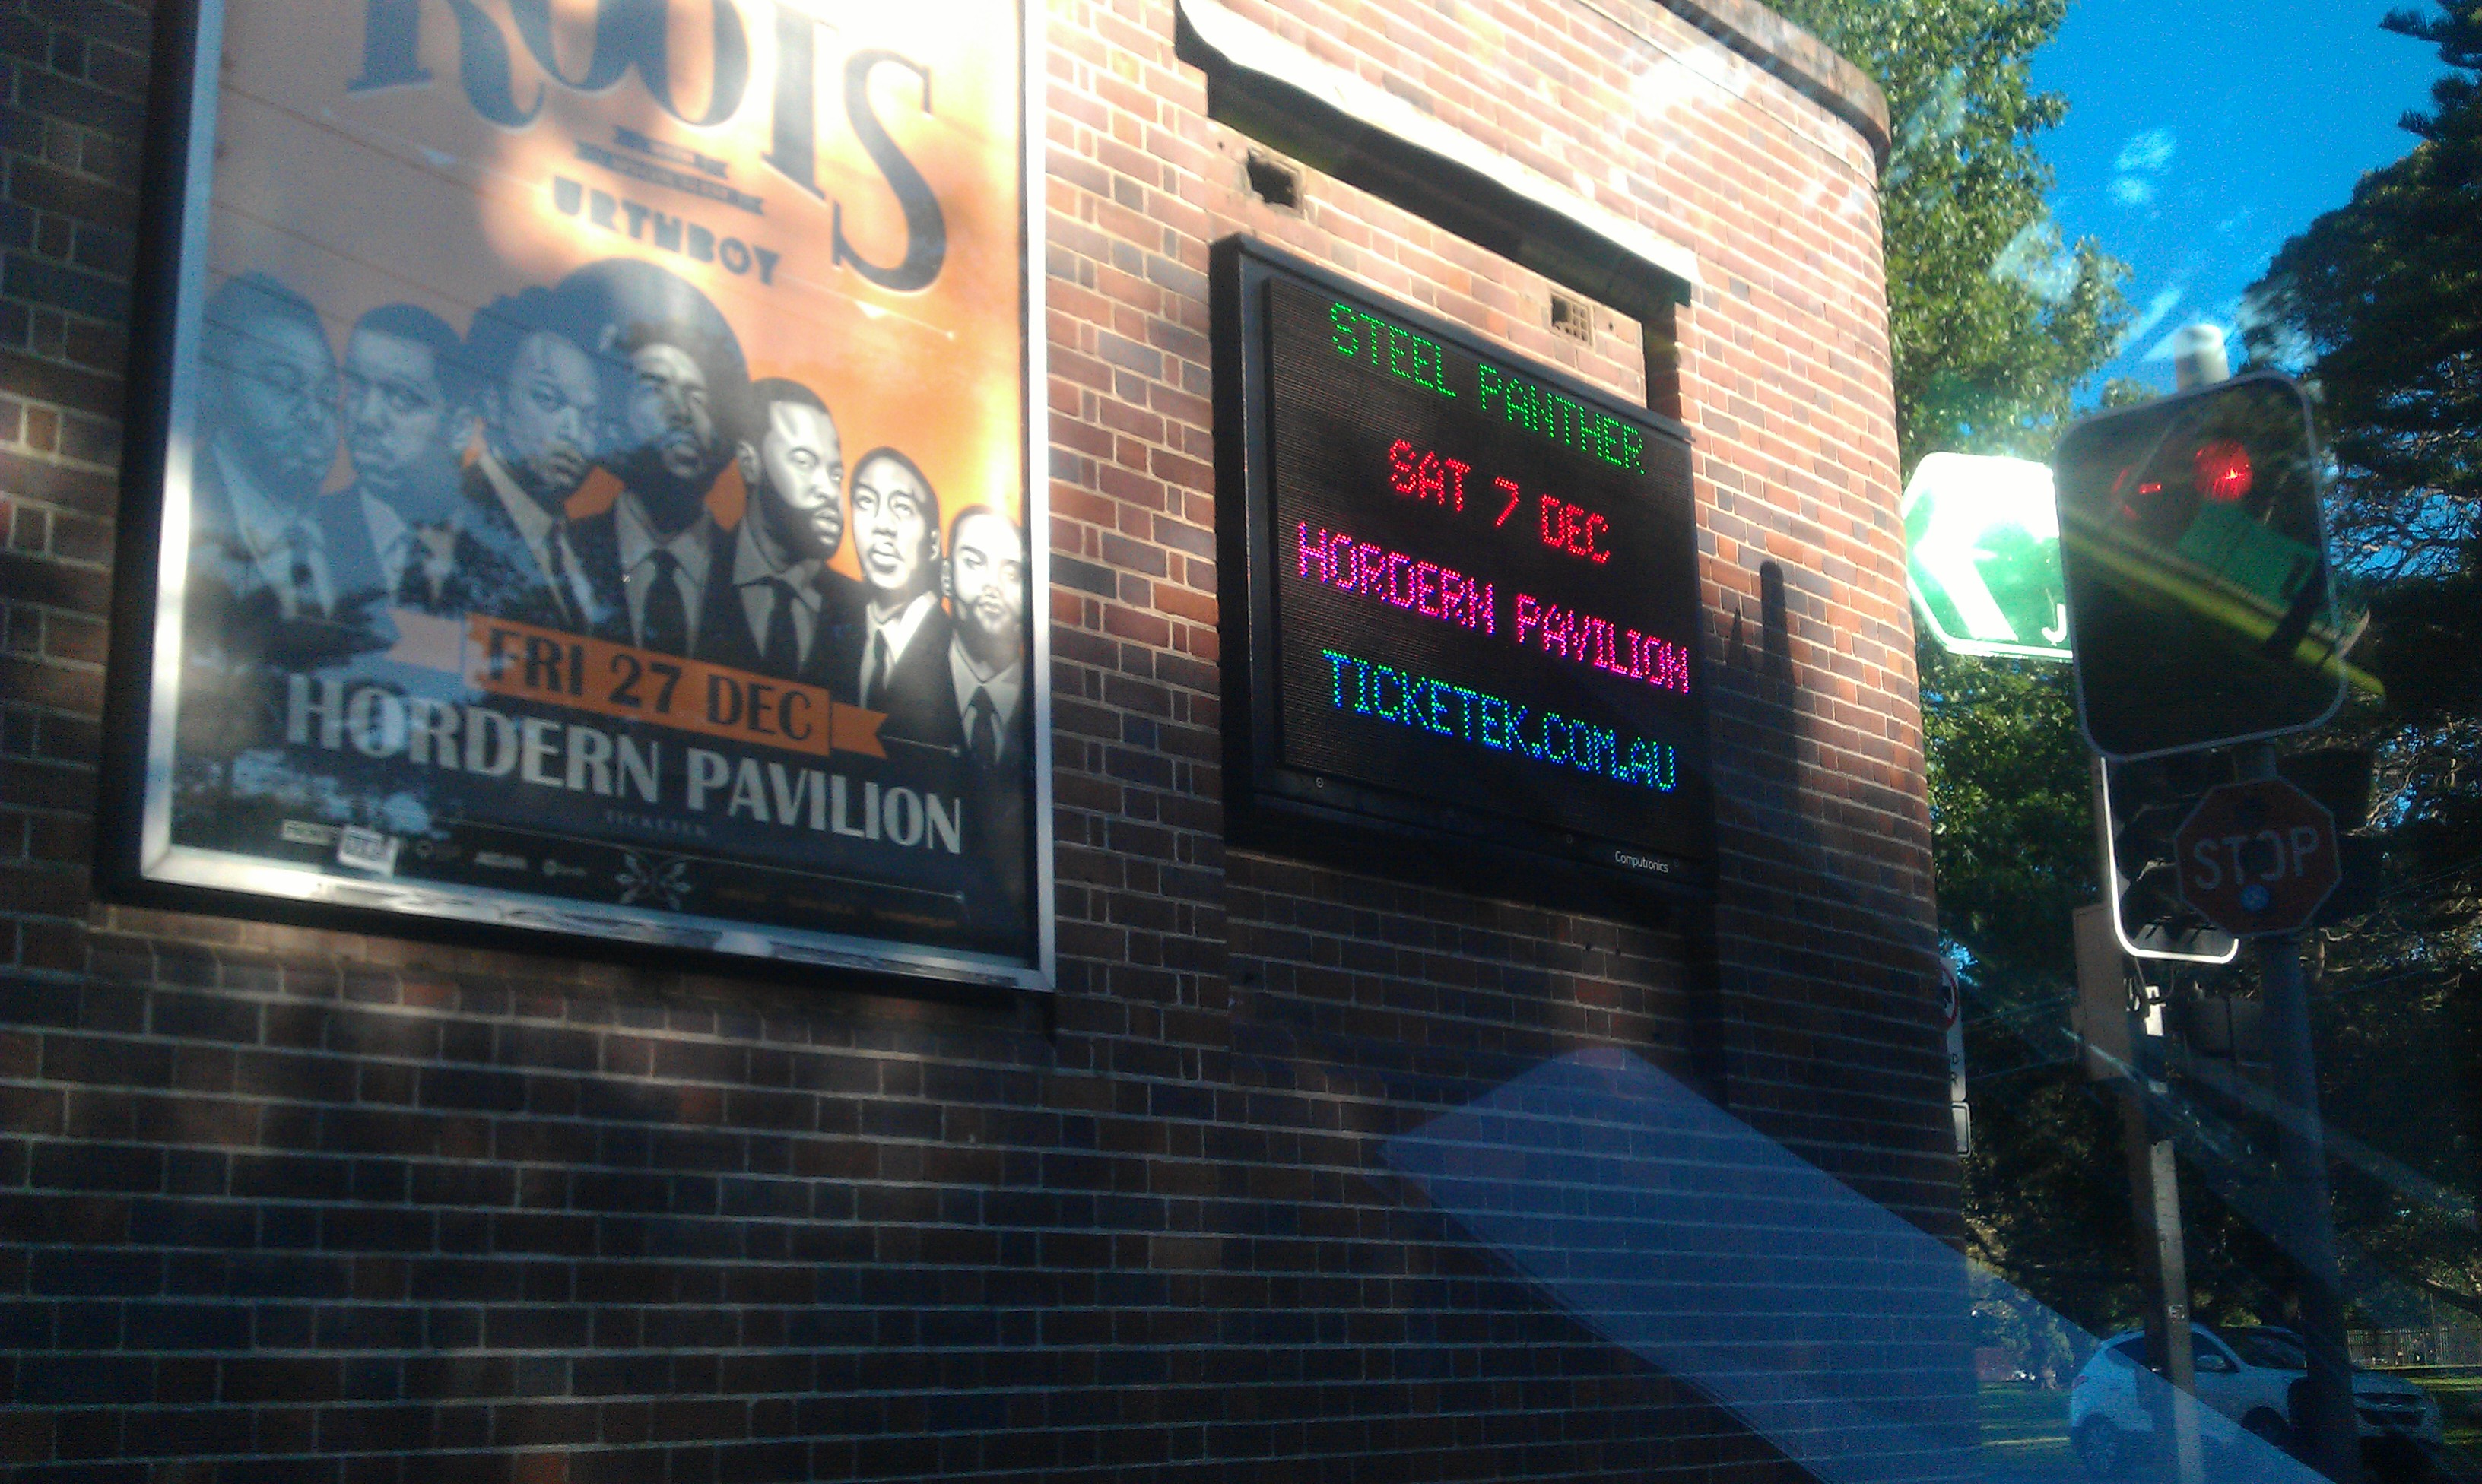 ROOTS
URTHBOY
FRI 27 DEC
HORDERN PAVILION
TICKETEK
STEEL PANTHER
SAT 7 DEC
HORDERN PAVILION
TICKETEK.COM.AU
Computronics
J
STOP